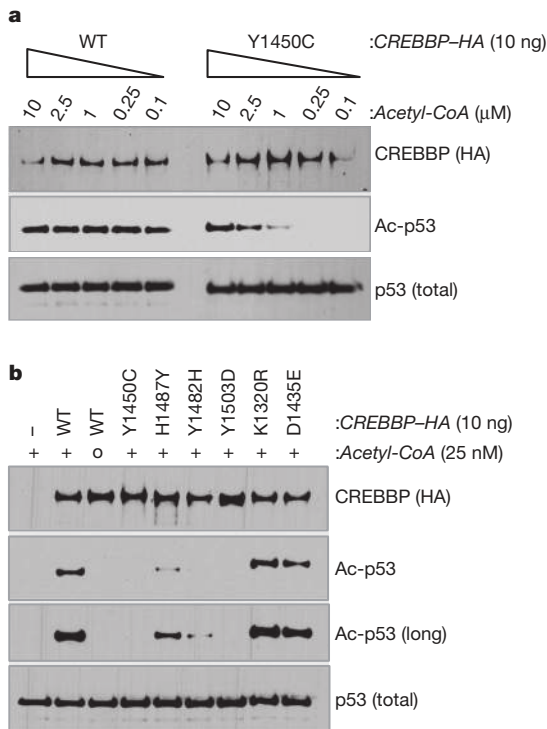 a
WT Y1450C :CREBBP–HA (10 ng)
10 2.5 1 0.25 0.1 10 2.5 1 0.25 0.1 :Acetyl-CoA (μM)
CREBBP (HA)
Ac-p53
p53 (total)
b
– WT WT Y1450C H1487Y Y1482H Y1503D K1320R D1435E :CREBBP–HA (10 ng)
+ + o + + + + + + :Acetyl-CoA (25 nM)
CREBBP (HA)
Ac-p53
Ac-p53 (long)
p53 (total)